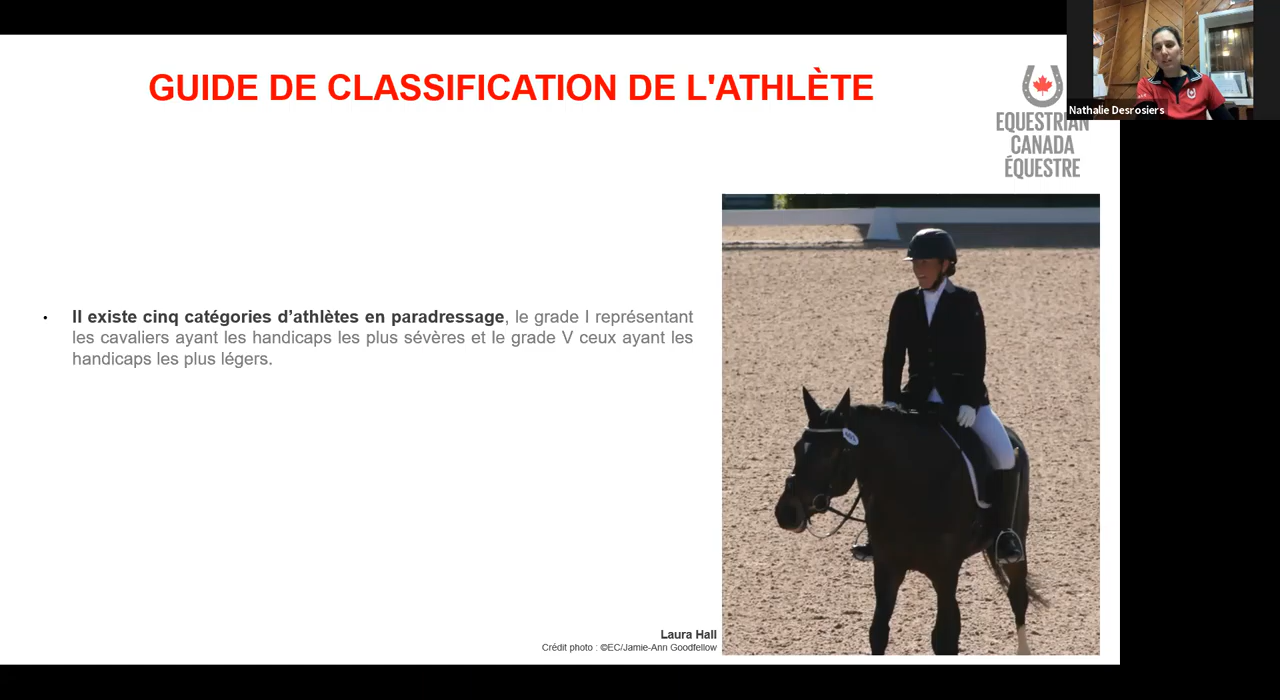 GUIDE DE CLASSIFICATION DE L'ATHLÈTE
EQUESTRIAN
CANADA
ÉQUESTRE
Nathalie Desrosiers
• Il existe cinq catégories d’athlètes en paradressage, le grade I représentant
les cavaliers ayant les handicaps les plus sévères et le grade V ceux ayant les
handicaps les plus légers.
Laura Hall
Crédit photo : ©EC/Jamie-Ann Goodfellow